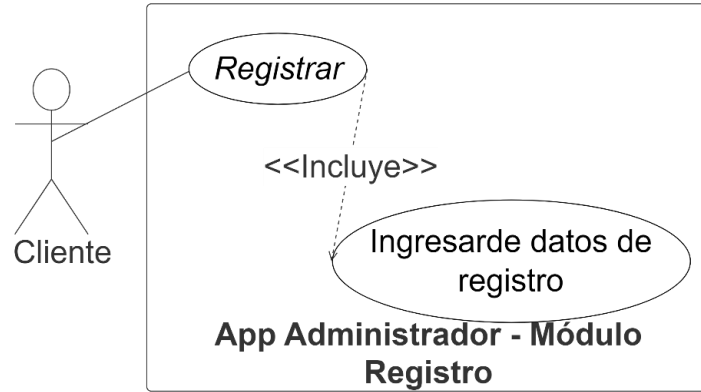 Registrar
<<Incluye>>
Cliente
Ingresarde datos de
registro
App Administrador - Módulo
Registro